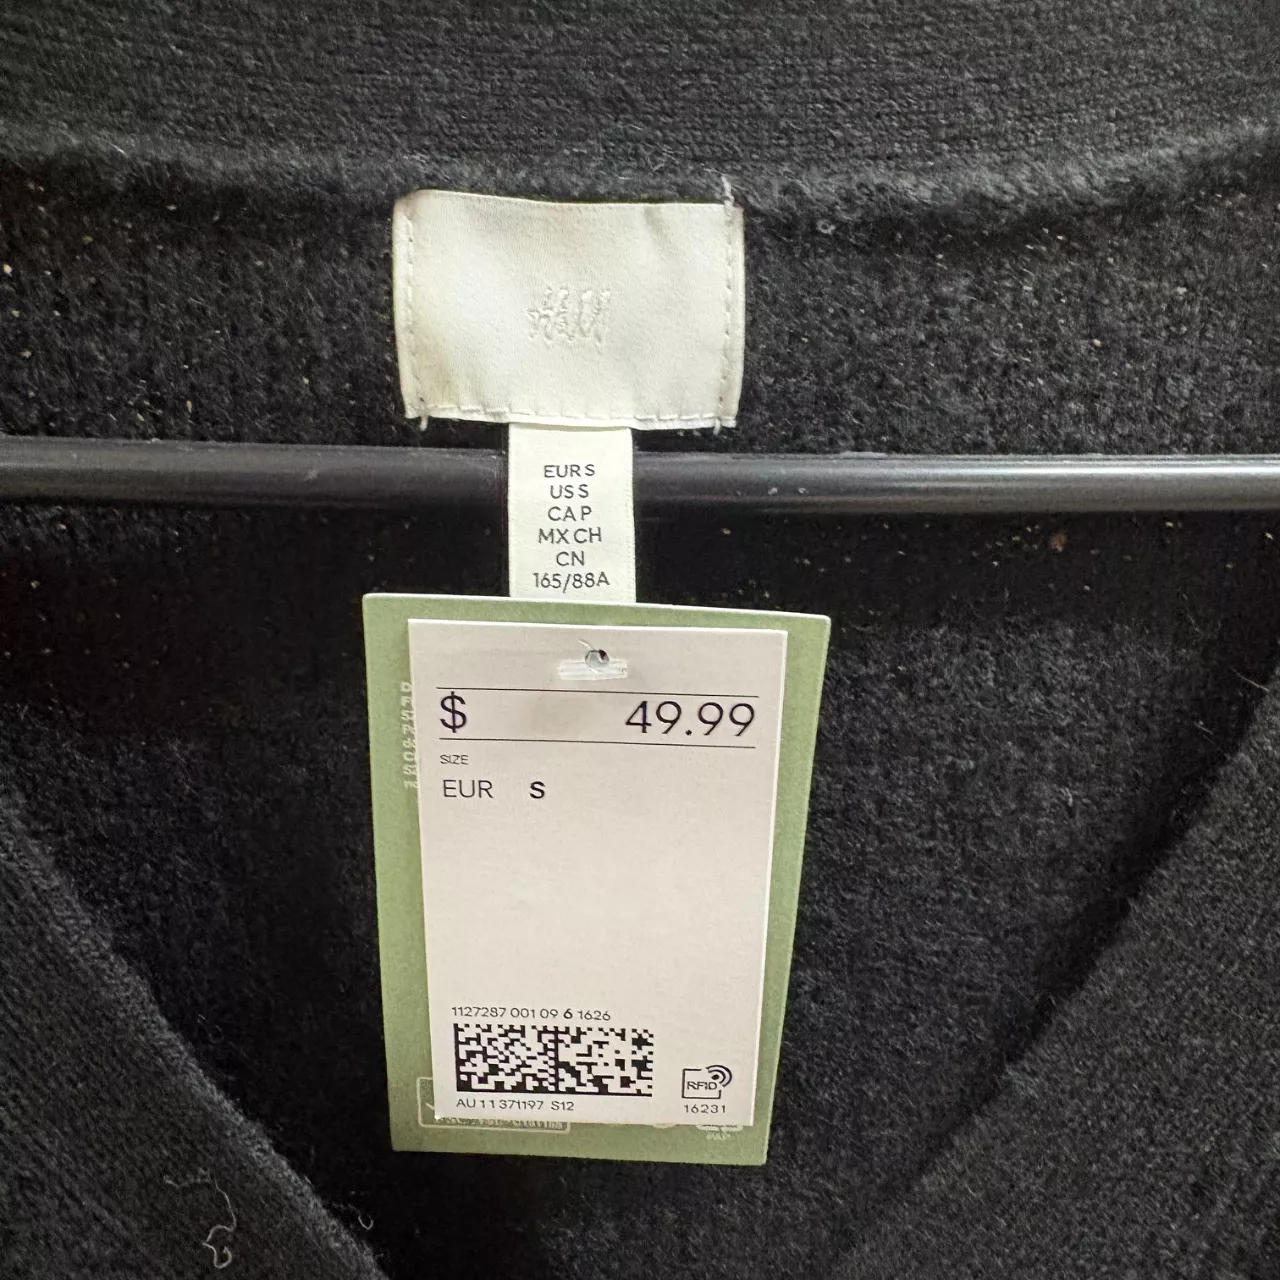 H&M
EUR S
US S
CA P
MX CH
CN
165/88A
$ 49.99
SIZE
EUR S
1127287 001 09 6 1626
RFID
AU 11 371197 S12
16231